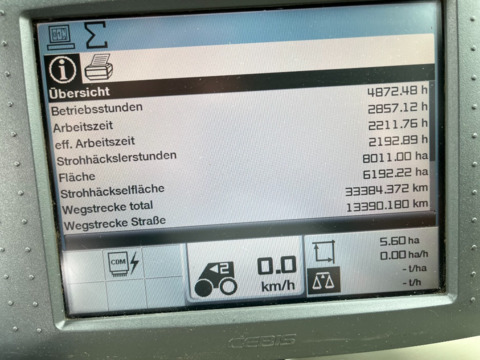 Übersicht
Betriebsstunden 4872.48 h
Arbeitszeit 2857.12 h
eff. Arbeitszeit 2211.76 h
Strohhäckslerstunden 2192.89 h
Fläche 8011.00 ha
Strohhäckselfläche 6192.22 ha
Wegstrecke total 33384.372 km
Wegstrecke Straße 13390.180 km
COM
2
0.0
km/h
5.60 ha
0.00 ha/h
- t/ha
- t/h
CEBIS